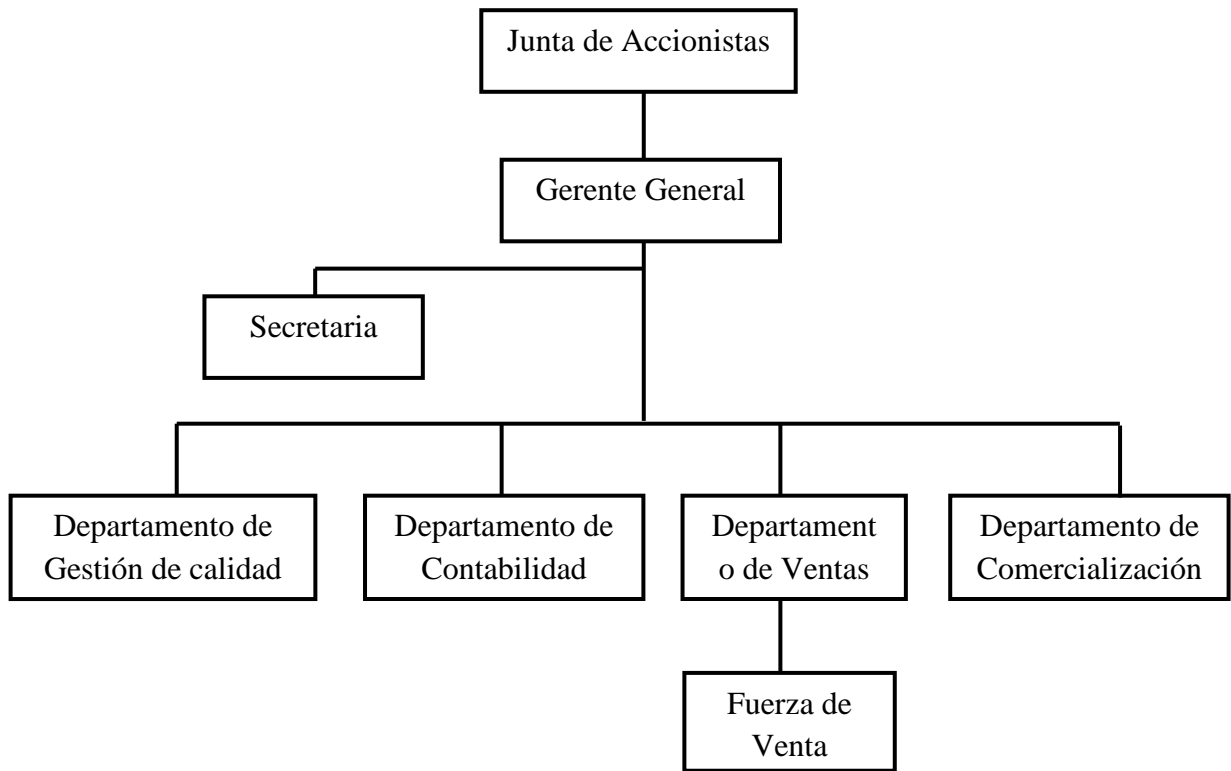 Junta de Accionistas
Gerente General
Secretaria
Departamento de
Gestión de calidad
Departamento de
Contabilidad
Departament
o de Ventas
Departamento de
Comercialización
Fuerza de
Venta